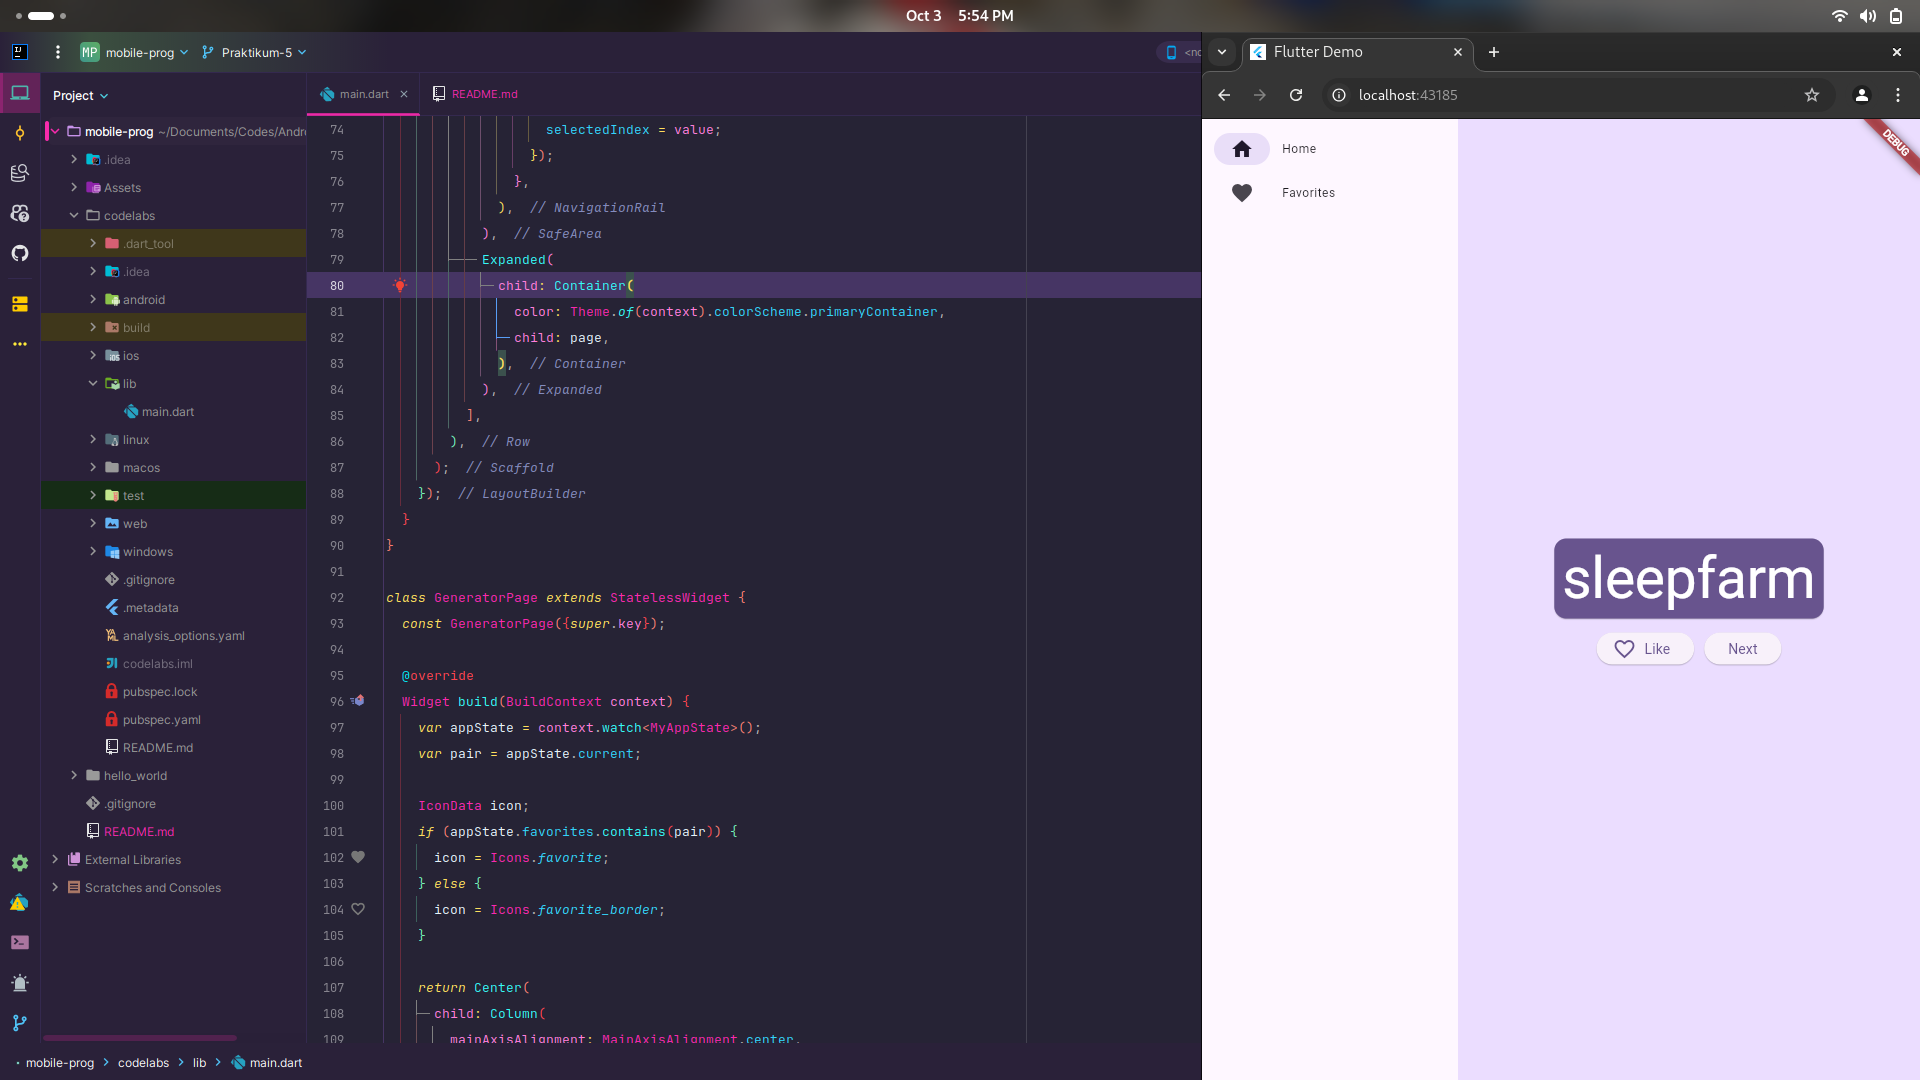 Oct 3 5:54 PM
IJ
MP mobile-prog Praktikum-5
Project
mobile-prog ~/Documents/Codes/Andr
.idea
Assets
codelabs
.dart_tool
.idea
android
build
ios
lib
main.dart
linux
macos
test
web
windows
.gitignore
.metadata
analysis_options.yaml
codelabs.iml
pubspec.lock
pubspec.yaml
README.md
hello_world
.gitignore
README.md
External Libraries
Scratches and Consoles
main.dart
README.md
74 selectedIndex = value;
75 });
76 },
77 ), // NavigationRail
78 ), // SafeArea
79 Expanded(
80 child: Container(
81 color: Theme.of(context).colorScheme.primaryContainer,
82 child: page,
83 ), // Container
84 ), // Expanded
85 ],
86 ), // Row
87 ); // Scaffold
88 }); // LayoutBuilder
89 }
90 }
91
92 class GeneratorPage extends StatelessWidget {
93 const GeneratorPage({super.key});
94
95 @override
96 Widget build(BuildContext context) {
97 var appState = context.watch<MyAppState>();
98 var pair = appState.current;
99
100 IconData icon;
101 if (appState.favorites.contains(pair)) {
102 icon = Icons.favorite;
103 } else {
104 icon = Icons.favorite_border;
105 }
106
107 return Center(
108 child: Column(
109 mainAxisAlignment: MainAxisAlignment.center,
mobile-prog > codelabs > lib > main.dart
Flutter Demo
localhost:43185
Home
Favorites
DEBUG
sleepfarm
Like
Next